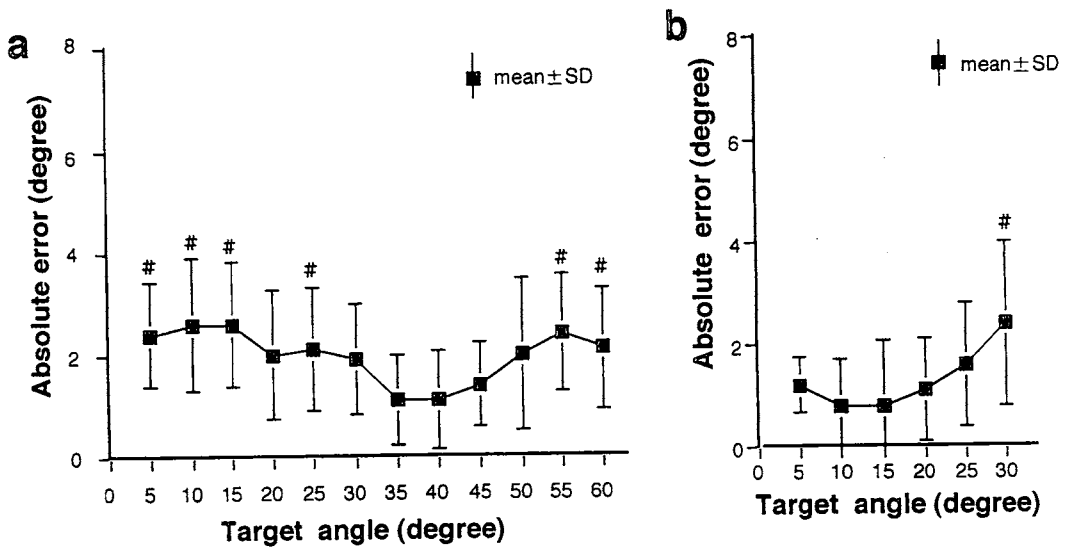 a
8
6
4
2
0
Absolute error (degree)
mean±SD
# # # # # #
0 5 10 15 20 25 30 35 40 45 50 55 60
Target angle (degree)
b
8
6
4
2
0
Absolute error (degree)
mean±SD
#
0 5 10 15 20 25 30
Target angle (degree)